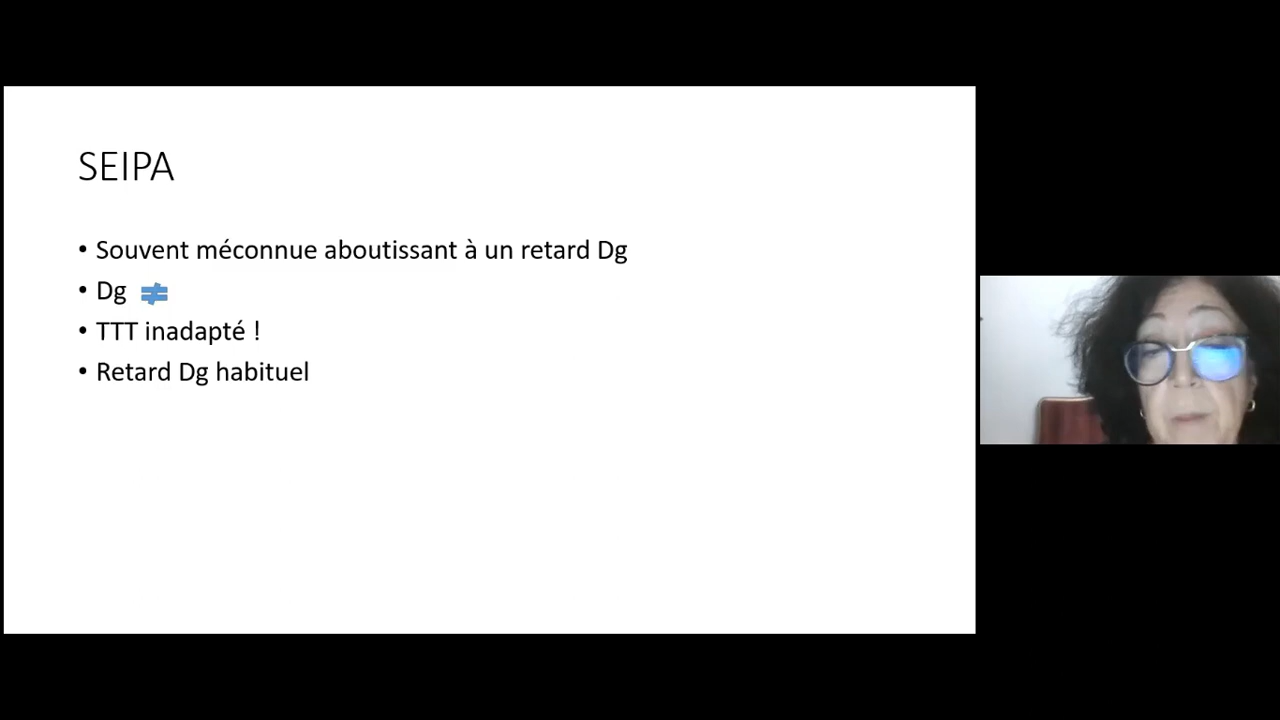 SEIPA
• Souvent méconnue aboutissant à un retard Dg
• Dg ≠
• TTT inadapté !
• Retard Dg habituel